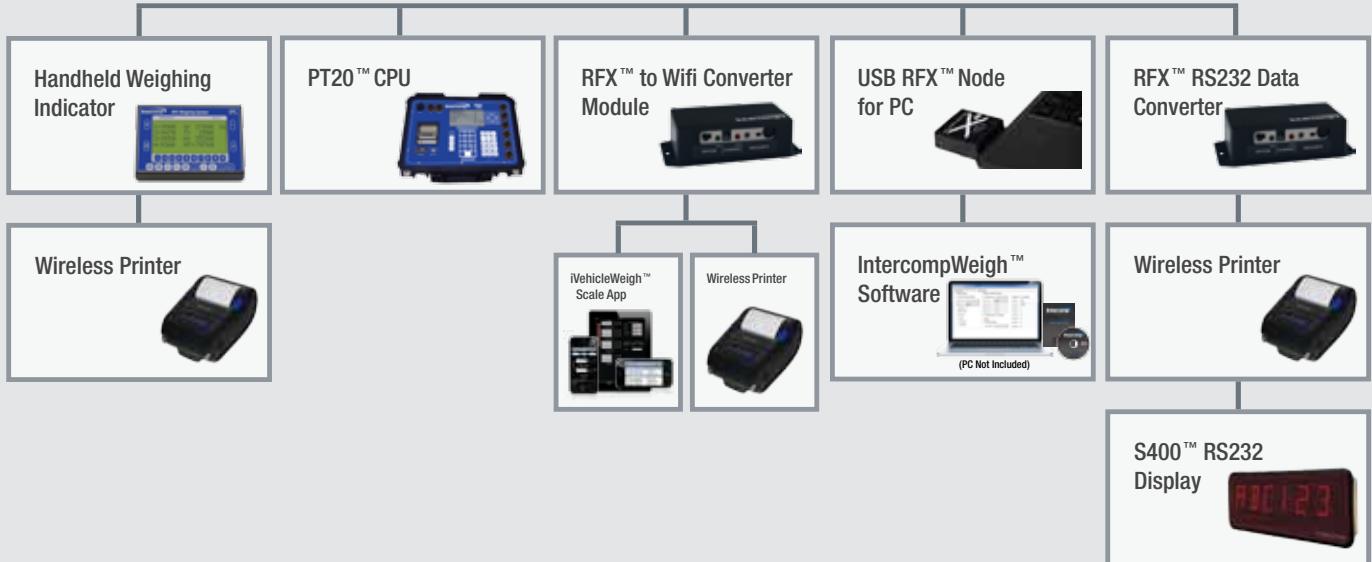 Handheld Weighing
Indicator
PT20™ CPU
RFX™ to Wifi Converter
Module
USB RFX™ Node
for PC
RFX™ RS232 Data
Converter
Wireless Printer
iVehicleWeigh™
Scale App
Wireless Printer
IntercompWeigh™
Software
(PC Not Included)
Wireless Printer
S400™ RS232
Display
ABC123